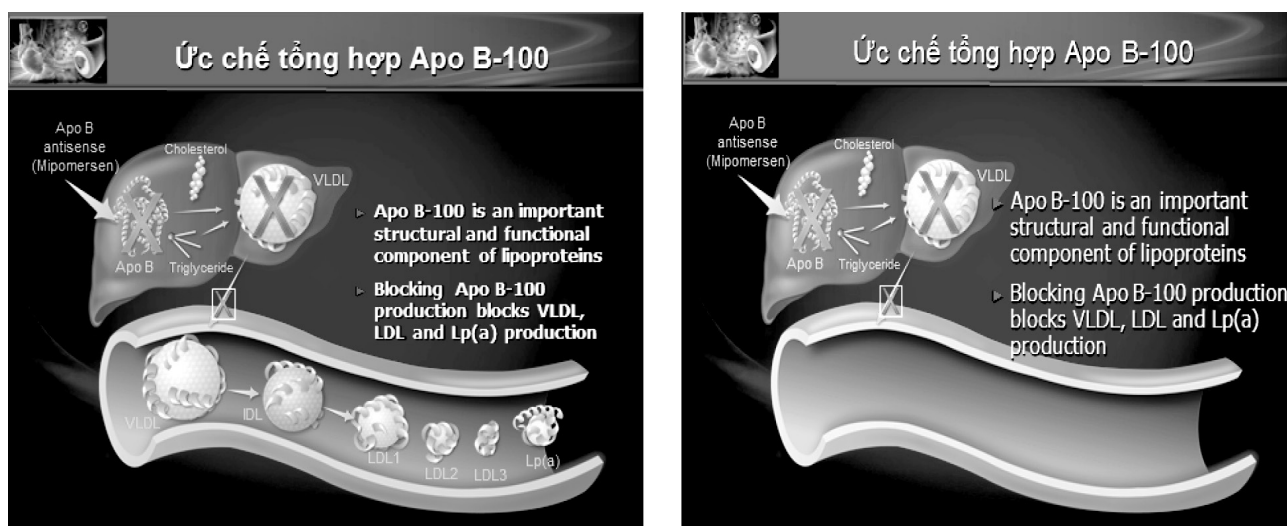 Ức chế tổng hợp Apo B-100
Apo B
antisense
(Mipomersen)
Cholesterol
VLDL
Apo B
Triglyceride
▸ Apo B-100 is an important
structural and functional
component of lipoproteins
▸ Blocking Apo B-100
production blocks VLDL,
LDL and Lp(a) production
VLDL
IDL
LDL1
LDL2
LDL3
Lp(a)
Ức chế tổng hợp Apo B-100
Apo B
antisense
(Mipomersen)
Cholesterol
VLDL
Apo B
Triglyceride
▸ Apo B-100 is an important
structural and functional
component of lipoproteins
▸ Blocking Apo B-100 production
blocks VLDL, LDL and Lp(a)
production